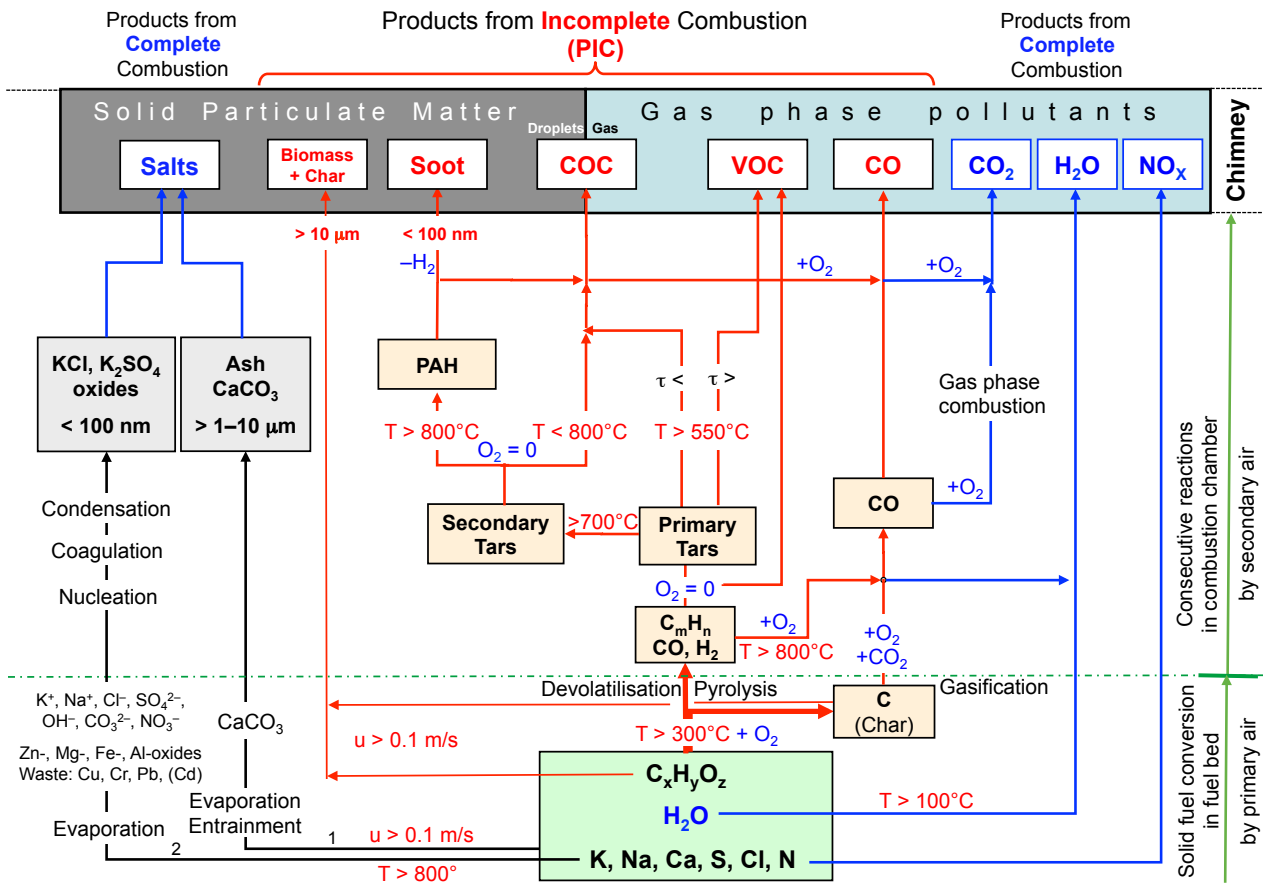 Products from
Complete
Combustion
Products from Incomplete Combustion
(PIC)
Products from
Complete
Combustion
Solid Particulate Matter
Gas phase pollutants
Droplets
Gas
Salts
Biomass
+ Char
Soot
COC
VOC
CO
CO₂
H₂O
NOₓ
Chimney
> 10 μm
< 100 nm
–H₂
+O₂
+O₂
KCl, K₂SO₄
oxides
< 100 nm
Ash
CaCO₃
> 1–10 μm
PAH
τ <
τ >
Gas phase
combustion
T > 800°C
T < 800°C
T > 550°C
O₂ = 0
Condensation
Coagulation
Nucleation
Secondary
Tars
>700°C
Primary
Tars
CO
+O₂
O₂ = 0
CₘHₙ
CO, H₂
+O₂
T > 800°C
+O₂
+CO₂
Consecutive reactions
in combustion chamber
by secondary air
Devolatilisation
Pyrolysis
Gasification
K⁺, Na⁺, Cl⁻, SO₄²⁻,
OH⁻, CO₃²⁻, NO₃⁻
Zn-, Mg-, Fe-, Al-oxides
Waste: Cu, Cr, Pb, (Cd)
CaCO₃
C
(Char)
T > 300°C + O₂
u > 0.1 m/s
CₓHᵧO_z
H₂O
T > 100°C
Evaporation
Entrainment
Evaporation
1
u > 0.1 m/s
2
T > 800°
K, Na, Ca, S, Cl, N
Solid fuel conversion
in fuel bed
by primary air